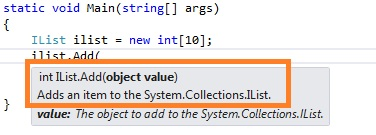 static void Main(string[] args)
{
IList ilist = new int[10];
ilist.Add(
int IList.Add(object value)
Adds an item to the System.Collections.IList.
value: The object to add to the System.Collections.IList.
}